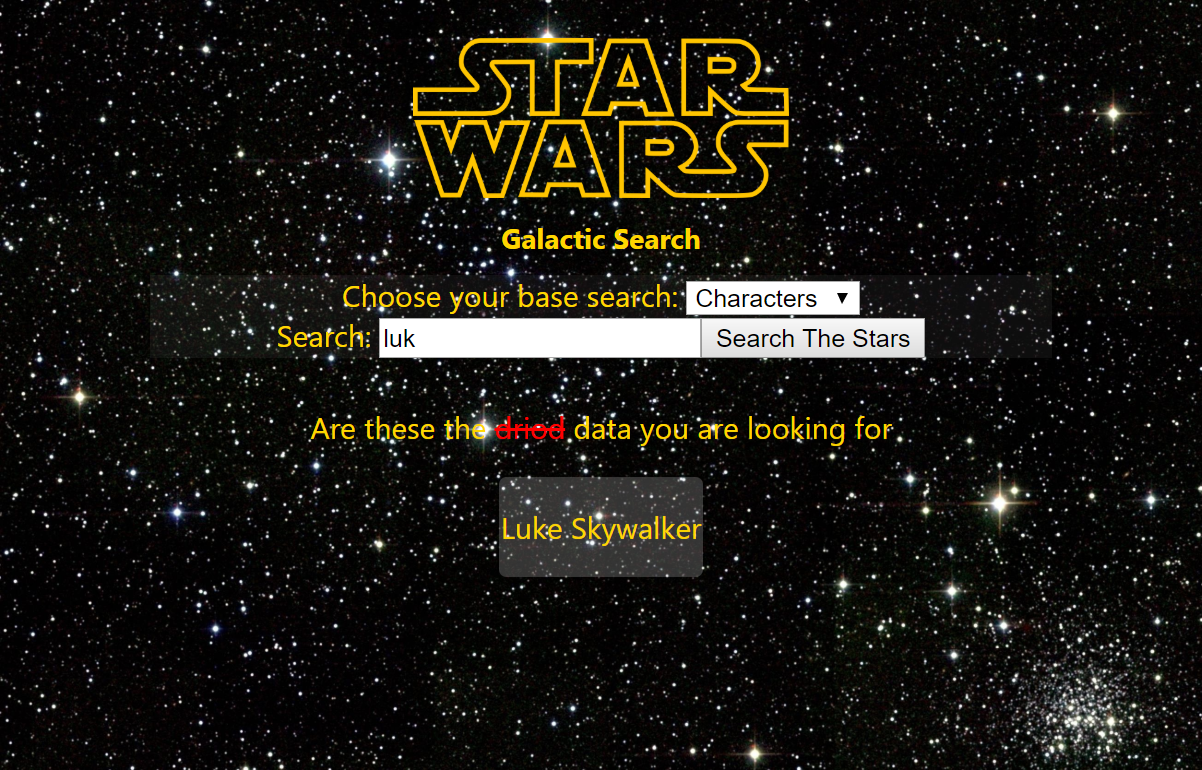 STAR
WARS
Galactic Search
Choose your base search: Characters
Search: luk Search The Stars
Are these the driod data you are looking for
Luke Skywalker